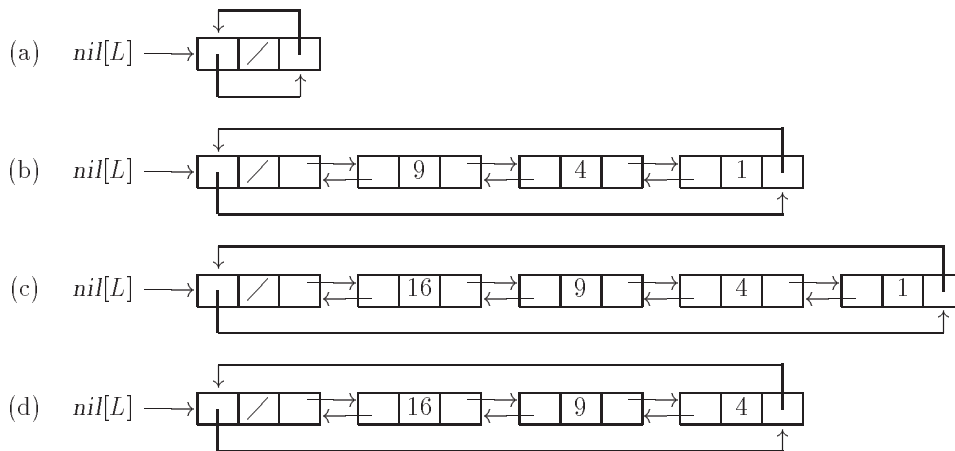 (a) nil[L] /
(b) nil[L] / 9 4 1
(c) nil[L] / 16 9 4 1
(d) nil[L] / 16 9 4